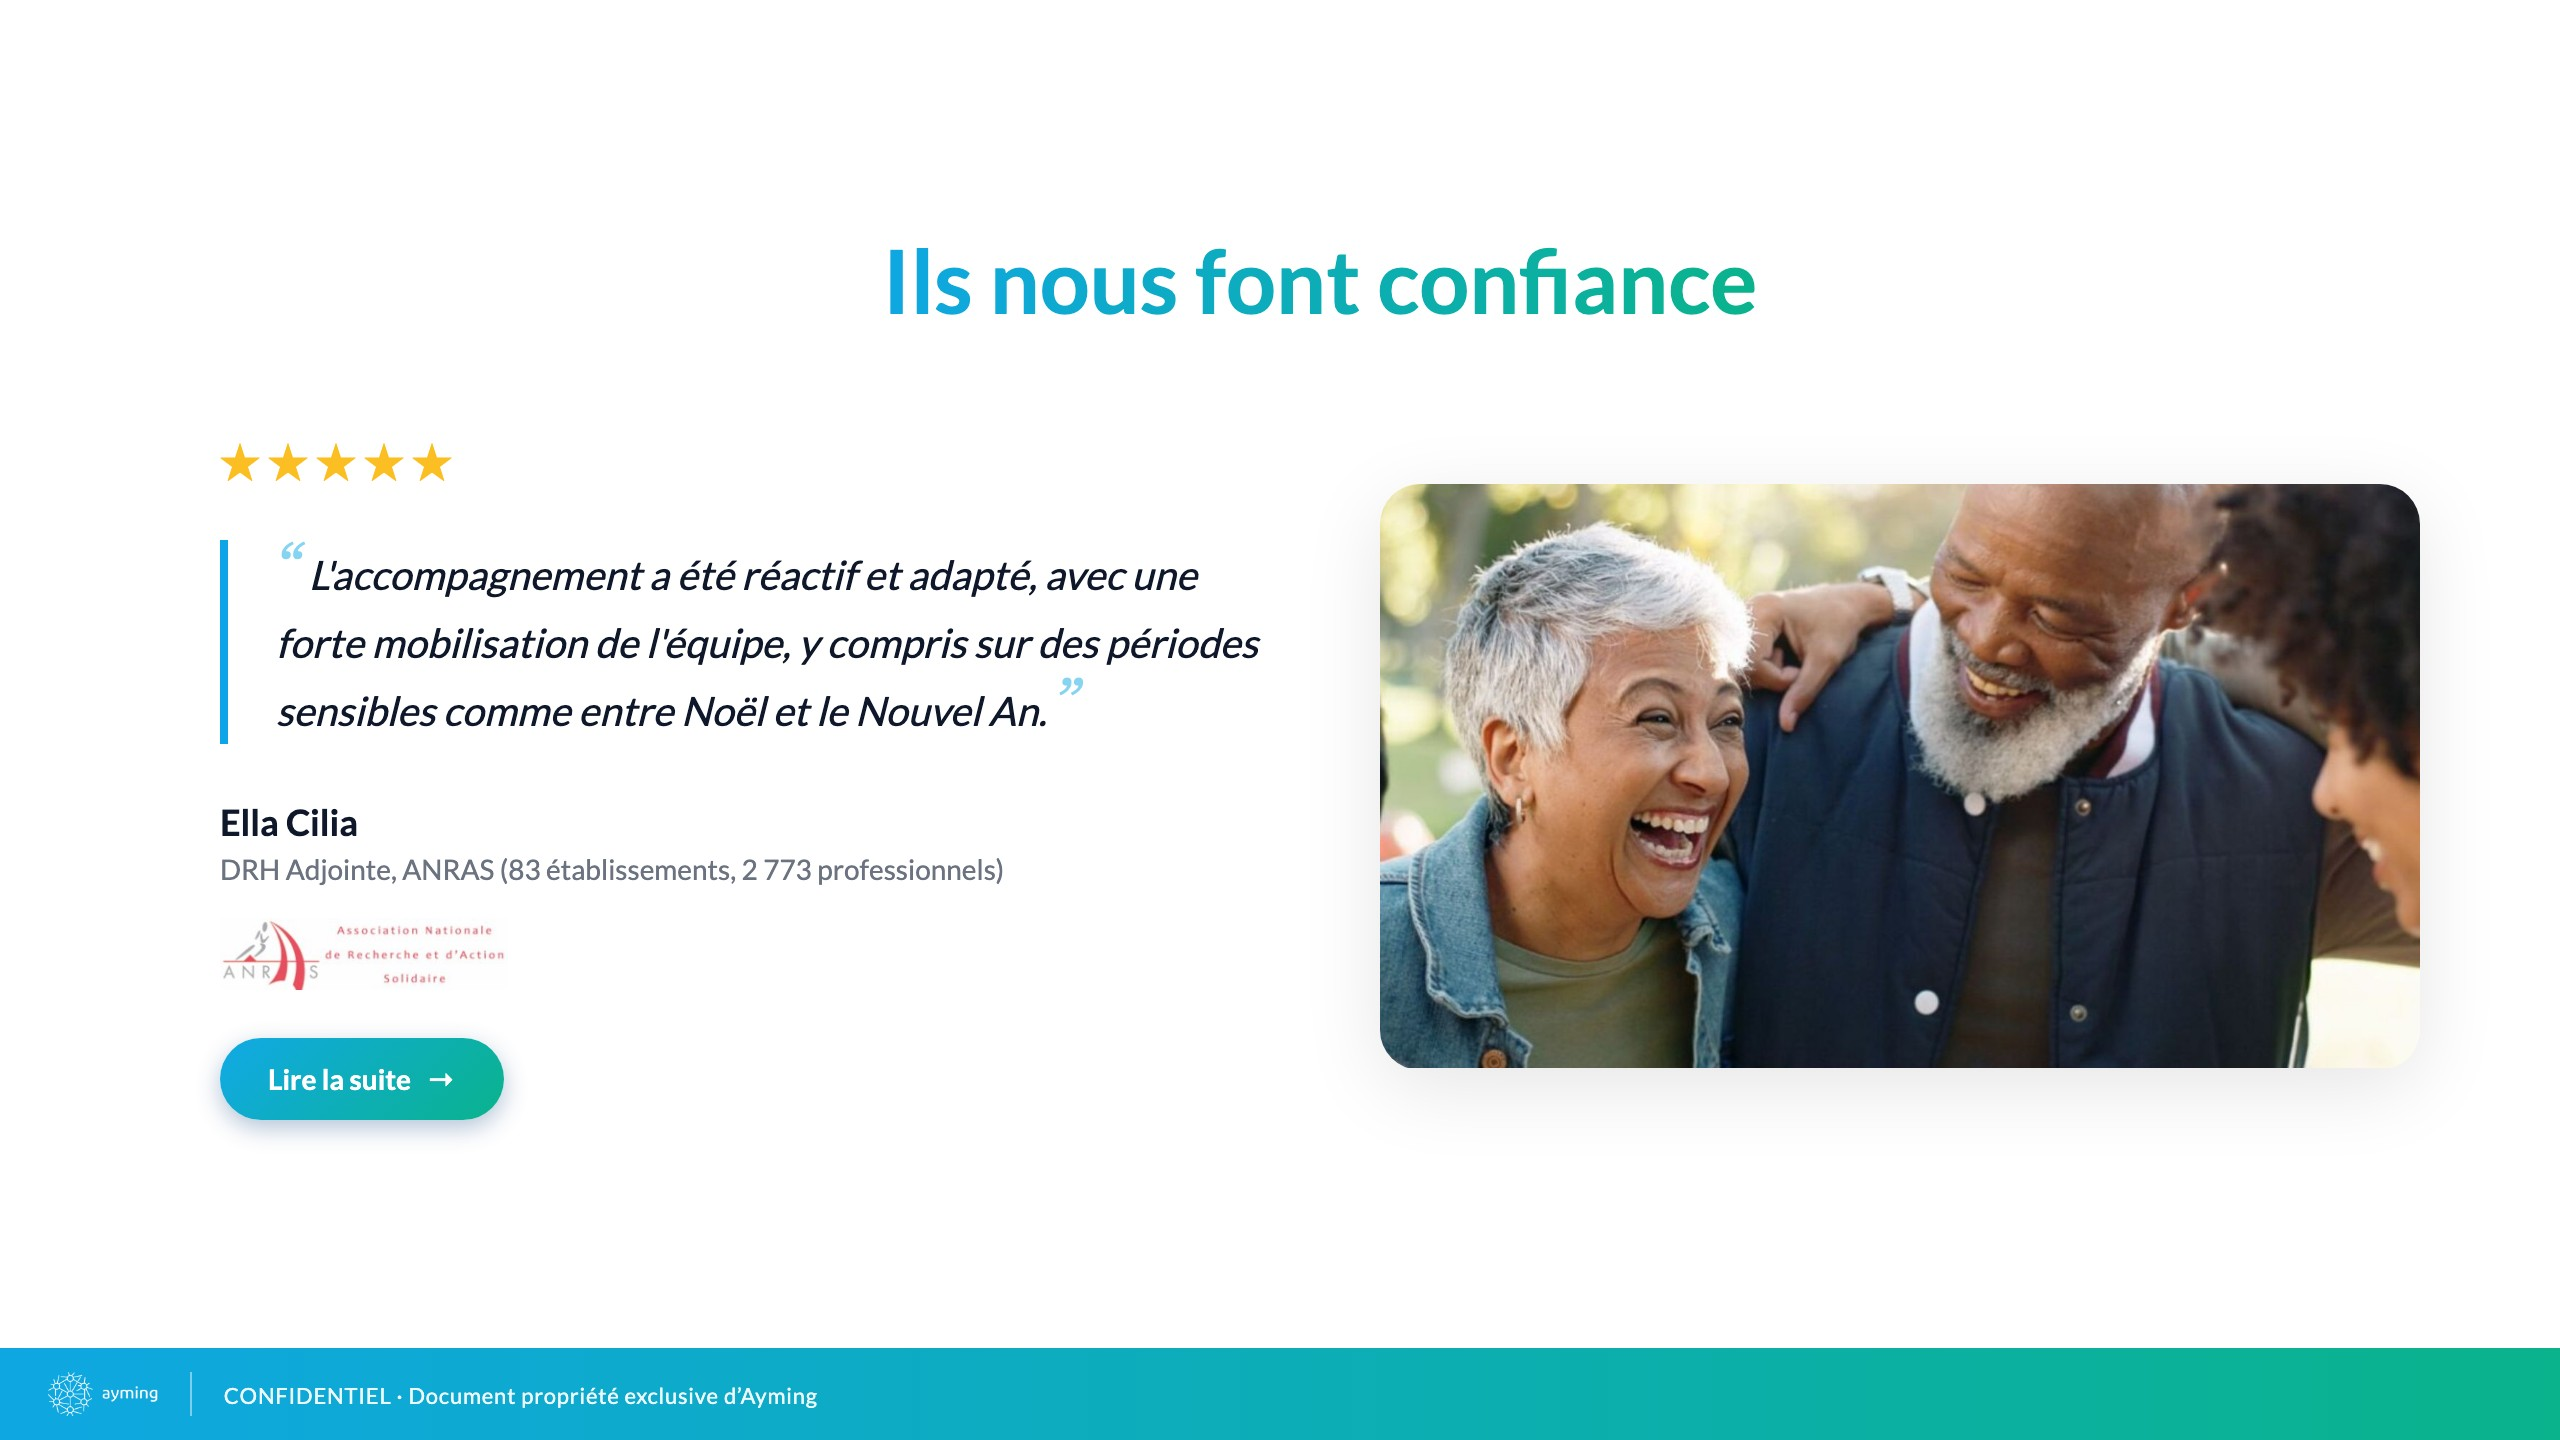 Ils nous font confiance
“ L'accompagnement a été réactif et adapté, avec une
forte mobilisation de l'équipe, y compris sur des périodes
sensibles comme entre Noël et le Nouvel An. ”
Ella Cilia
DRH Adjointe, ANRAS (83 établissements, 2 773 professionnels)
ANRAS
Association Nationale
de Recherche et d'Action
Solidaire
Lire la suite →
ayming
CONFIDENTIEL · Document propriété exclusive d’Ayming